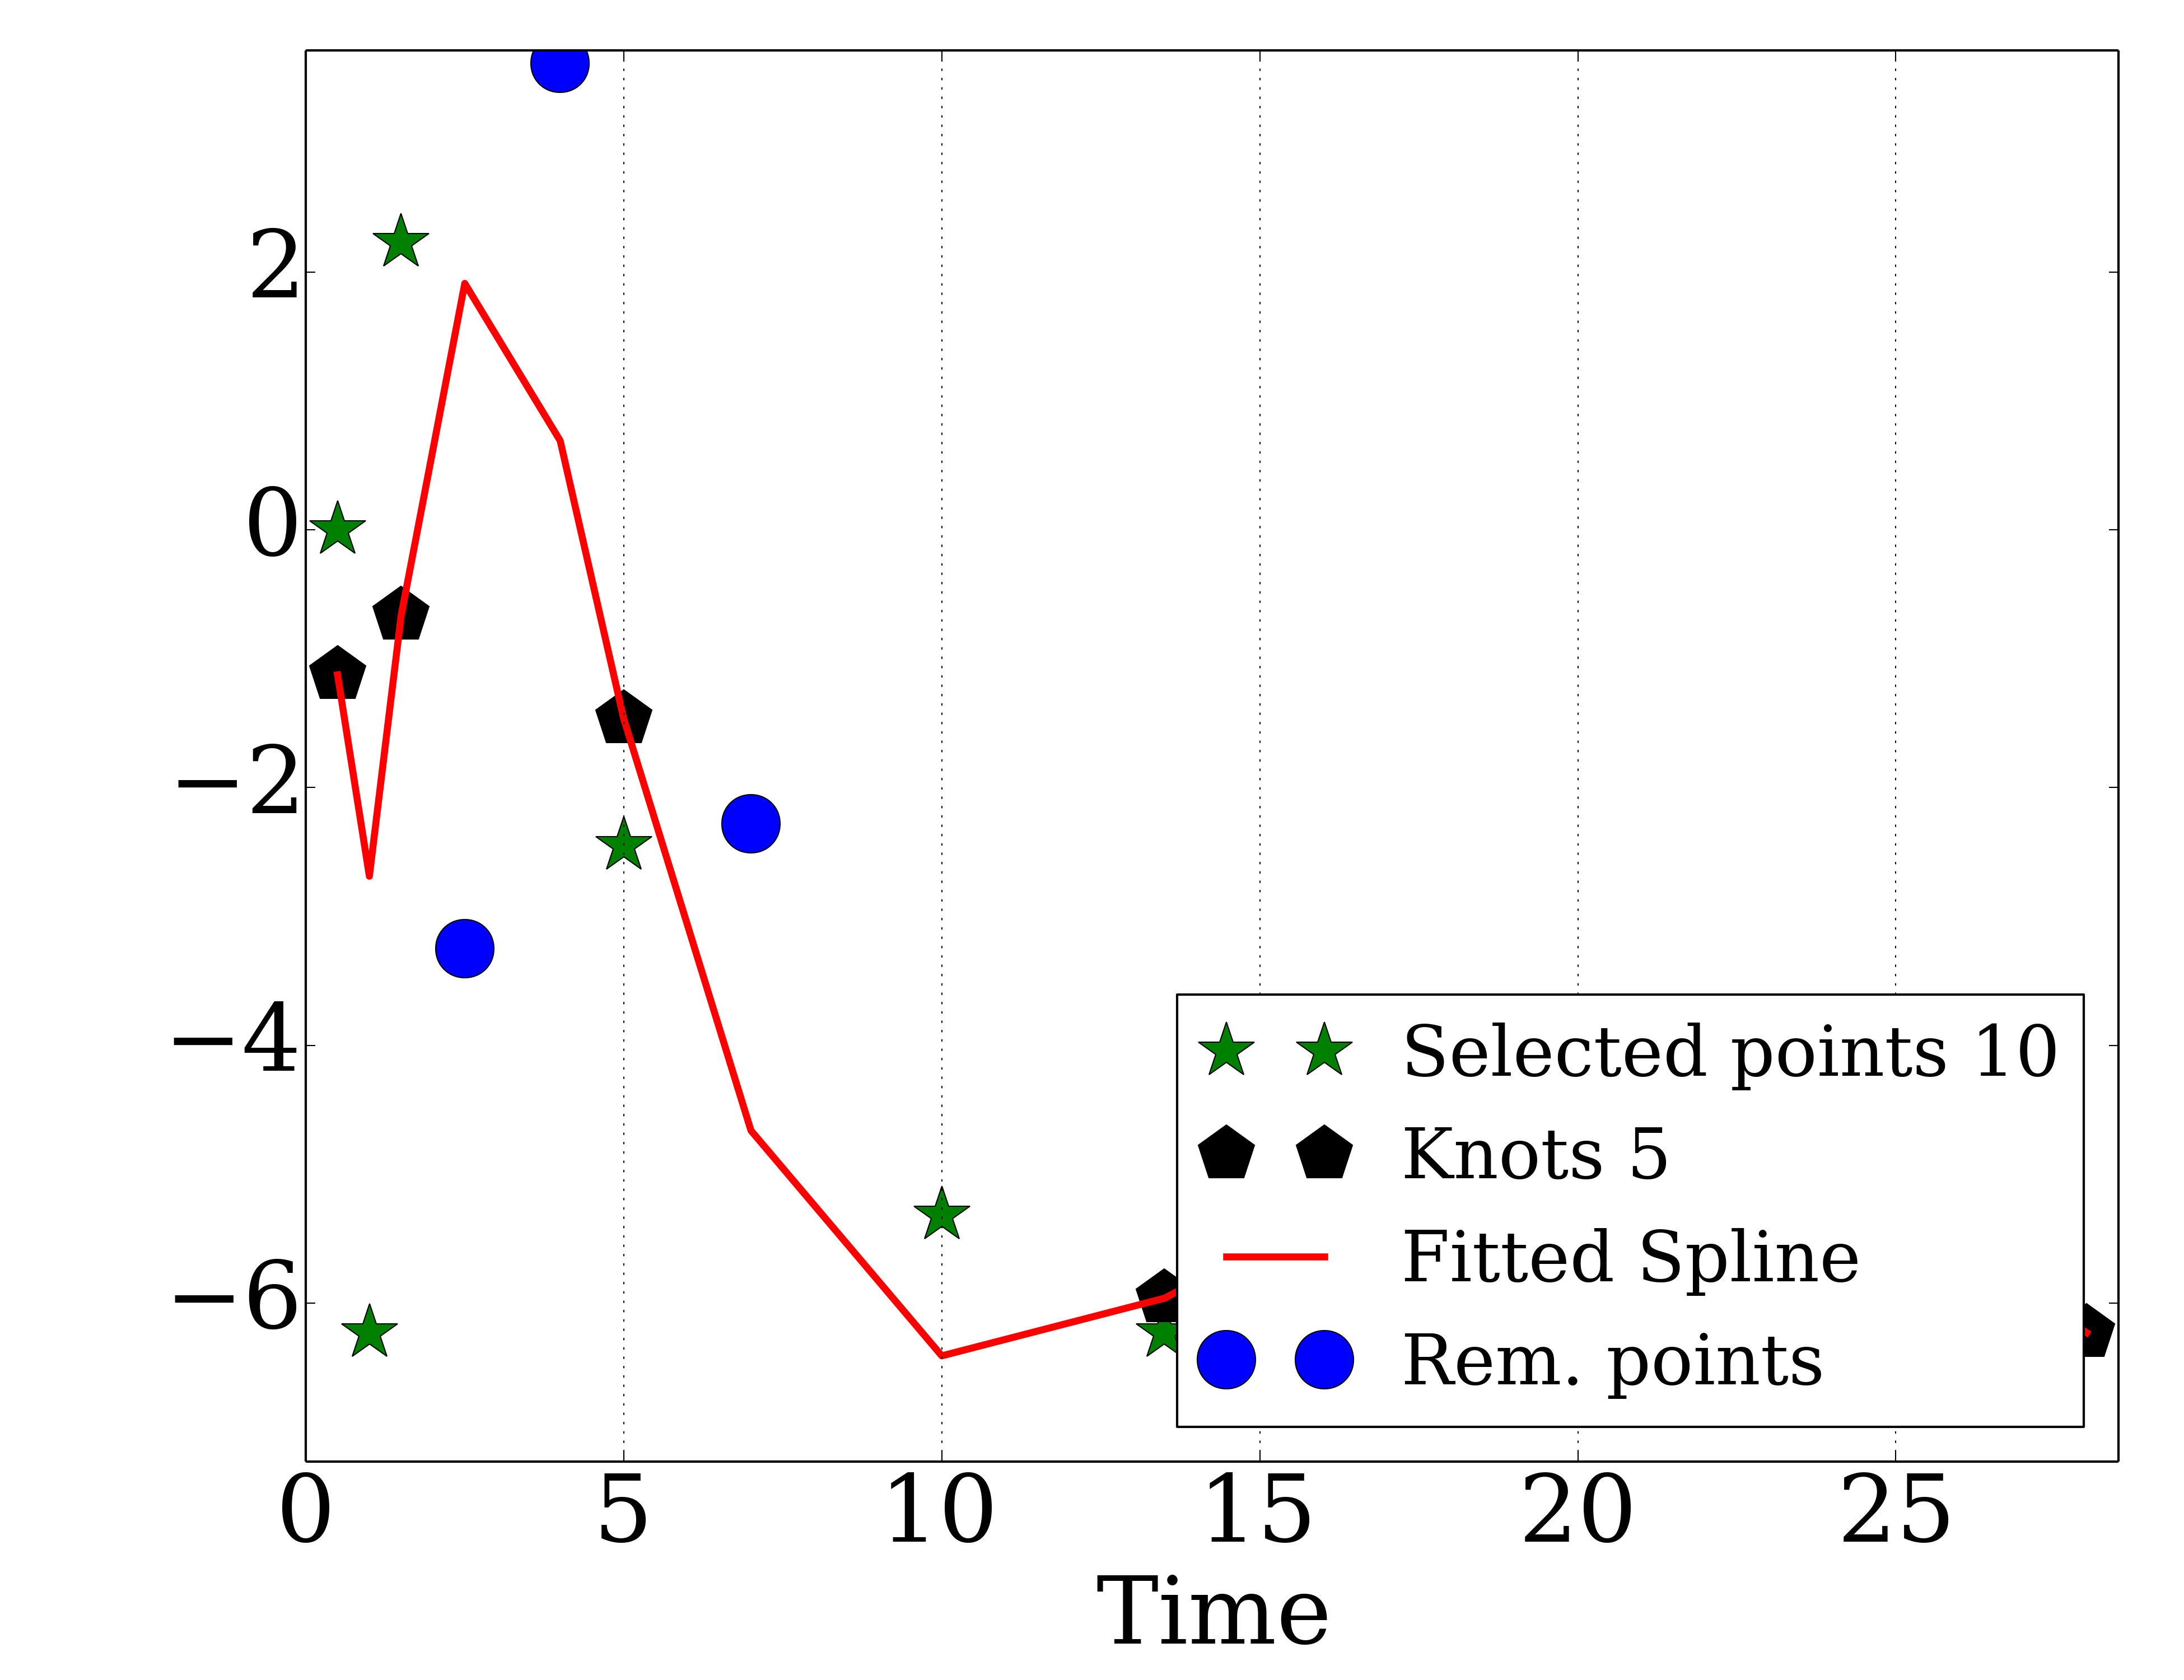 2
0
−2
−4
−6
Selected points 10
Knots 5
Fitted Spline
Rem. points
0 5 10 15 20 25
Time